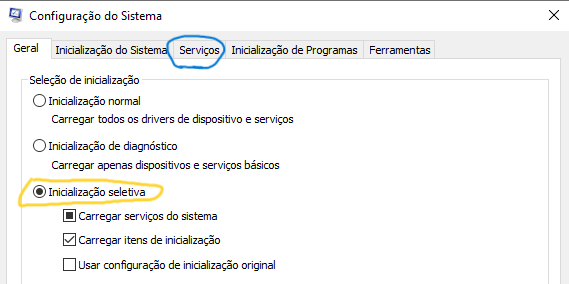 Configuração do Sistema
Geral Inicialização do Sistema Serviços Inicialização de Programas Ferramentas
Seleção de inicialização
Inicialização normal
Carregar todos os drivers de dispositivo e serviços
Inicialização de diagnóstico
Carregar apenas dispositivos e serviços básicos
Inicialização seletiva
Carregar serviços do sistema
Carregar itens de inicialização
Usar configuração de inicialização original